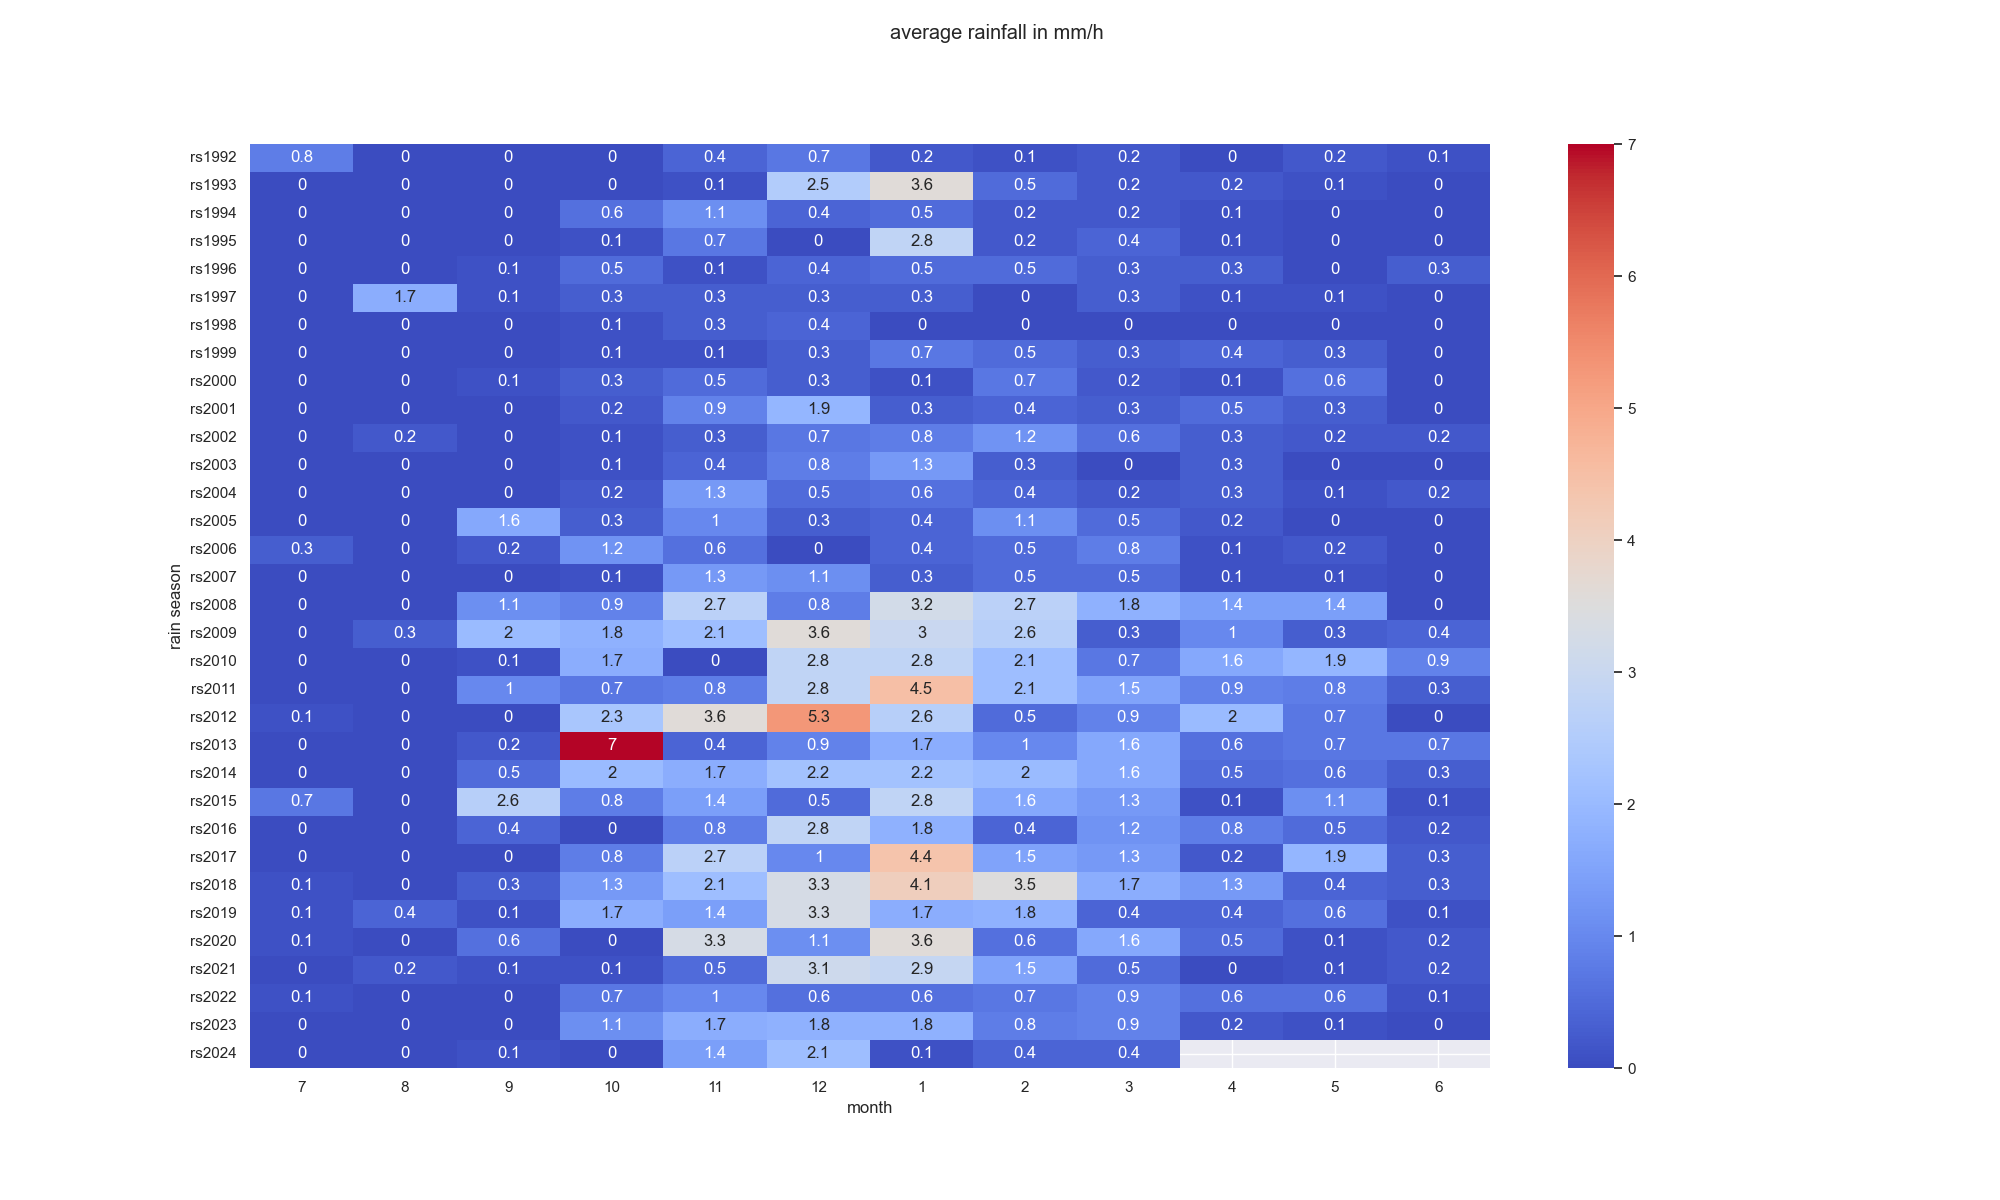 average rainfall in mm/h
rs1992 0.8 0 0 0 0.4 0.7 0.2 0.1 0.2 0 0.2 0.1
rs1993 0 0 0 0 0.1 2.5 3.6 0.5 0.2 0.2 0.1 0
rs1994 0 0 0 0.6 1.1 0.4 0.5 0.2 0.2 0.1 0 0
rs1995 0 0 0 0.1 0.7 0 2.8 0.2 0.4 0.1 0 0
rs1996 0 0 0.1 0.5 0.1 0.4 0.5 0.5 0.3 0.3 0 0.3
rs1997 0 1.7 0.1 0.3 0.3 0.3 0.3 0 0.3 0.1 0.1 0
rs1998 0 0 0 0.1 0.3 0.4 0 0 0 0 0 0
rs1999 0 0 0 0.1 0.1 0.3 0.7 0.5 0.3 0.4 0.3 0
rs2000 0 0 0.1 0.3 0.5 0.3 0.1 0.7 0.2 0.1 0.6 0
rs2001 0 0 0 0.2 0.9 1.9 0.3 0.4 0.3 0.5 0.3 0
rs2002 0 0.2 0 0.1 0.3 0.7 0.8 1.2 0.6 0.3 0.2 0.2
rs2003 0 0 0 0.1 0.4 0.8 1.3 0.3 0 0.3 0 0
rs2004 0 0 0 0.2 1.3 0.5 0.6 0.4 0.2 0.3 0.1 0.2
rs2005 0 0 1.6 0.3 1 0.3 0.4 1.1 0.5 0.2 0 0
rs2006 0.3 0 0.2 1.2 0.6 0 0.4 0.5 0.8 0.1 0.2 0
rs2007 0 0 0 0.1 1.3 1.1 0.3 0.5 0.5 0.1 0.1 0
rs2008 0 0 1.1 0.9 2.7 0.8 3.2 2.7 1.8 1.4 1.4 0
rs2009 0 0.3 2 1.8 2.1 3.6 3 2.6 0.3 1 0.3 0.4
rs2010 0 0 0.1 1.7 0 2.8 2.8 2.1 0.7 1.6 1.9 0.9
rs2011 0 0 1 0.7 0.8 2.8 4.5 2.1 1.5 0.9 0.8 0.3
rs2012 0.1 0 0 2.3 3.6 5.3 2.6 0.5 0.9 2 0.7 0
rs2013 0 0 0.2 7 0.4 0.9 1.7 1 1.6 0.6 0.7 0.7
rs2014 0 0 0.5 2 1.7 2.2 2.2 2 1.6 0.5 0.6 0.3
rs2015 0.7 0 2.6 0.8 1.4 0.5 2.8 1.6 1.3 0.1 1.1 0.1
rs2016 0 0 0.4 0 0.8 2.8 1.8 0.4 1.2 0.8 0.5 0.2
rs2017 0 0 0 0.8 2.7 1 4.4 1.5 1.3 0.2 1.9 0.3
rs2018 0.1 0 0.3 1.3 2.1 3.3 4.1 3.5 1.7 1.3 0.4 0.3
rs2019 0.1 0.4 0.1 1.7 1.4 3.3 1.7 1.8 0.4 0.4 0.6 0.1
rs2020 0.1 0 0.6 0 3.3 1.1 3.6 0.6 1.6 0.5 0.1 0.2
rs2021 0 0.2 0.1 0.1 0.5 3.1 2.9 1.5 0.5 0 0.1 0.2
rs2022 0.1 0 0 0.7 1 0.6 0.6 0.7 0.9 0.6 0.6 0.1
rs2023 0 0 0 1.1 1.7 1.8 1.8 0.8 0.9 0.2 0.1 0
rs2024 0 0 0.1 0 1.4 2.1 0.1 0.4 0.4
7 8 9 10 11 12 1 2 3 4 5 6
month
rain season
7
6
5
4
3
2
1
0